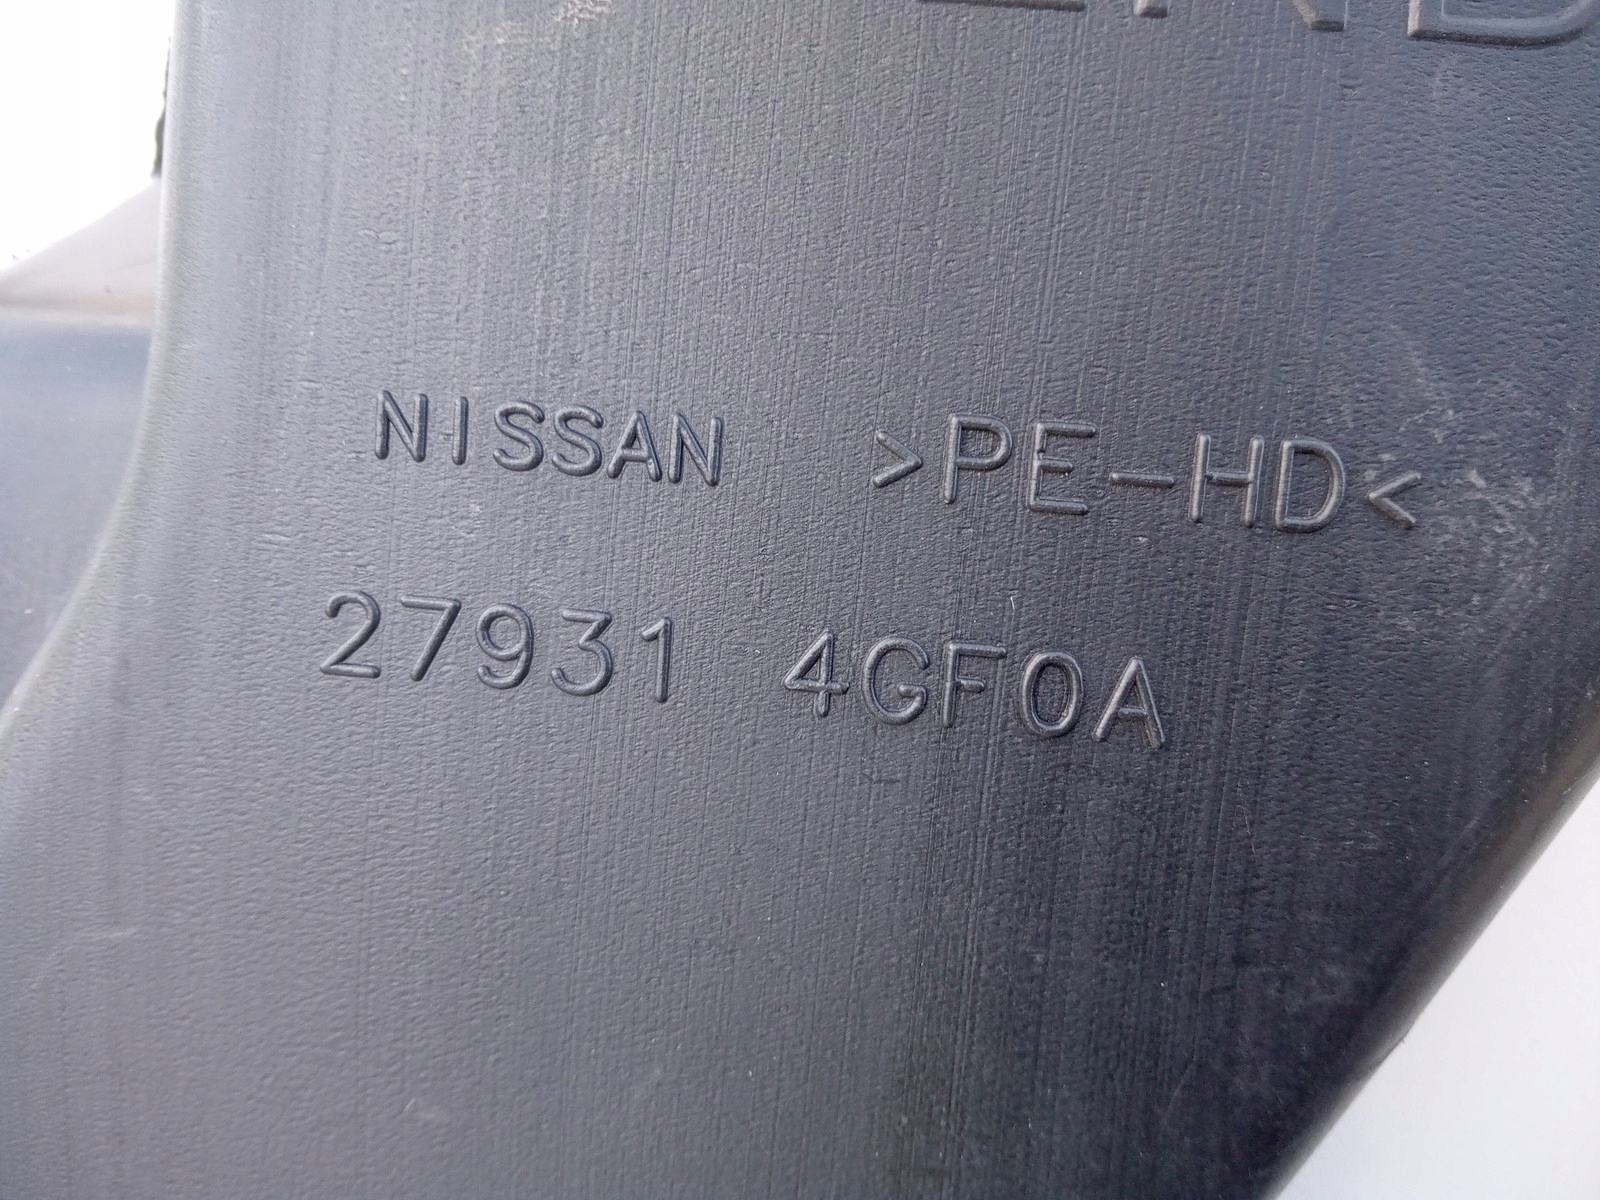 NISSAN >PE-HD<
27931 4GF0A